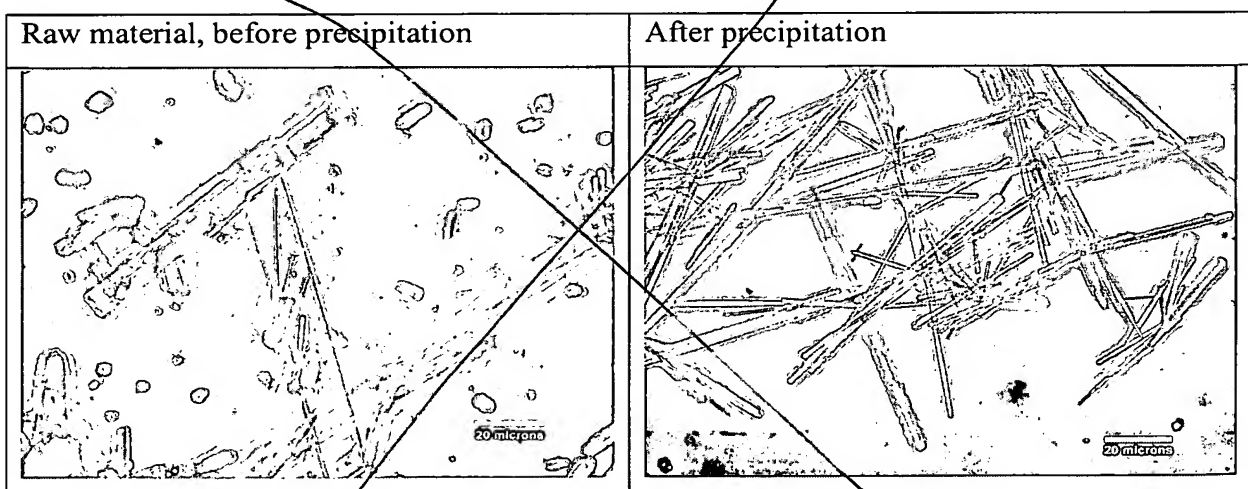 Raw material, before precipitation
After precipitation
20 microns
20 microns